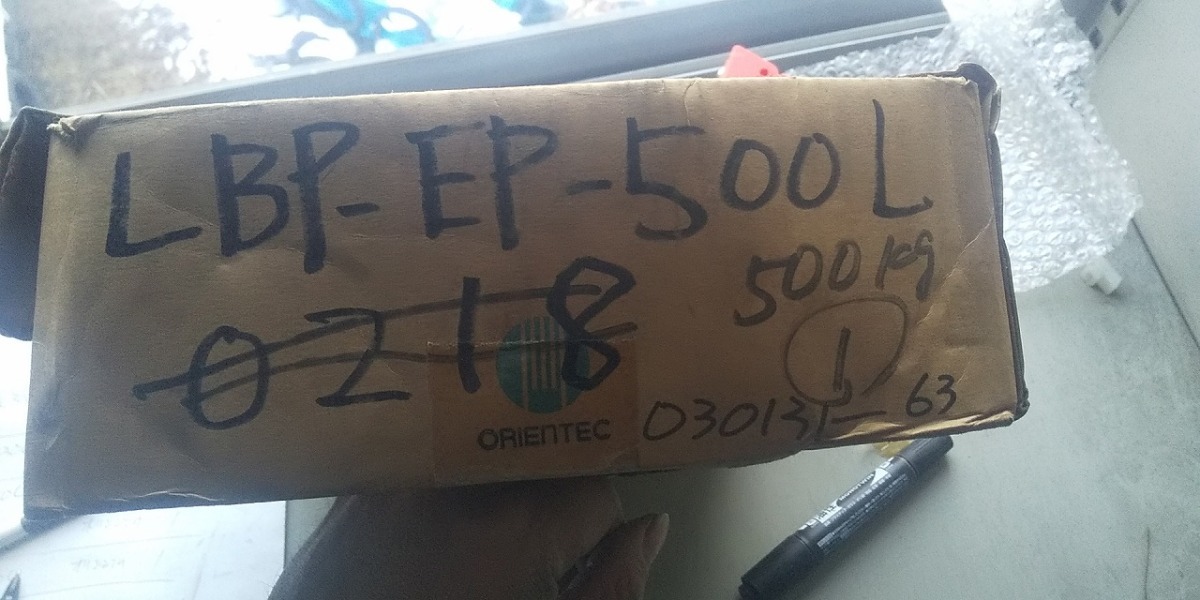 LBP-EP-500L
500kg
0218
1
ORIENTEC
030131-63